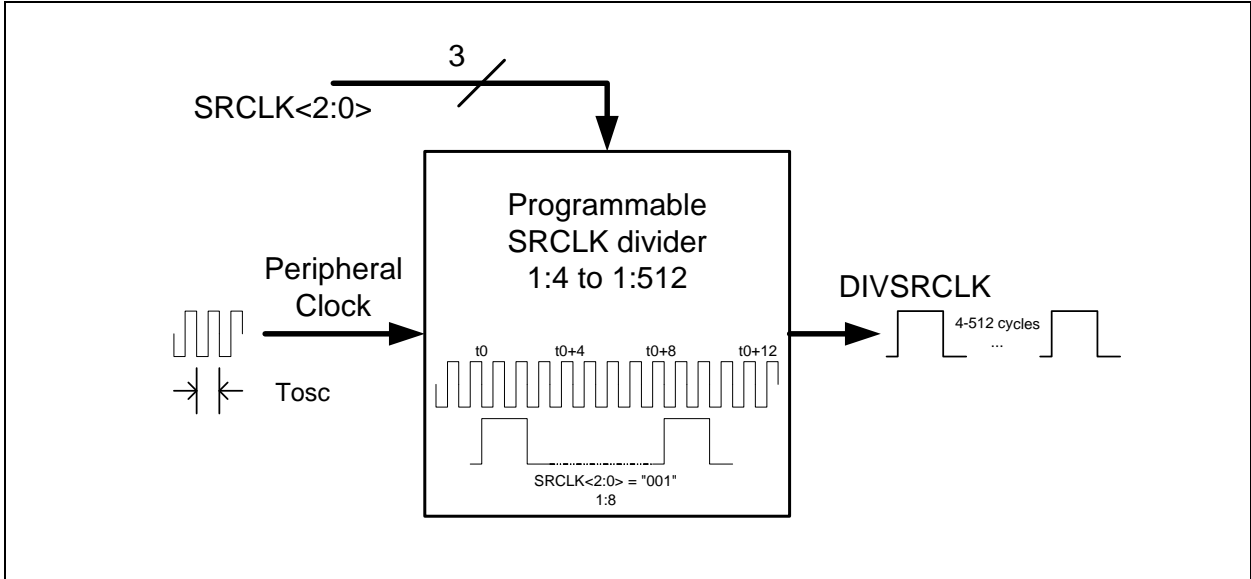 3
SRCLK<2:0>
Programmable
SRCLK divider
1:4 to 1:512
Peripheral
Clock
DIVSRCLK
4-512 cycles
...
t0 t0+4 t0+8 t0+12
Tosc
SRCLK<2:0> = "001"
1:8